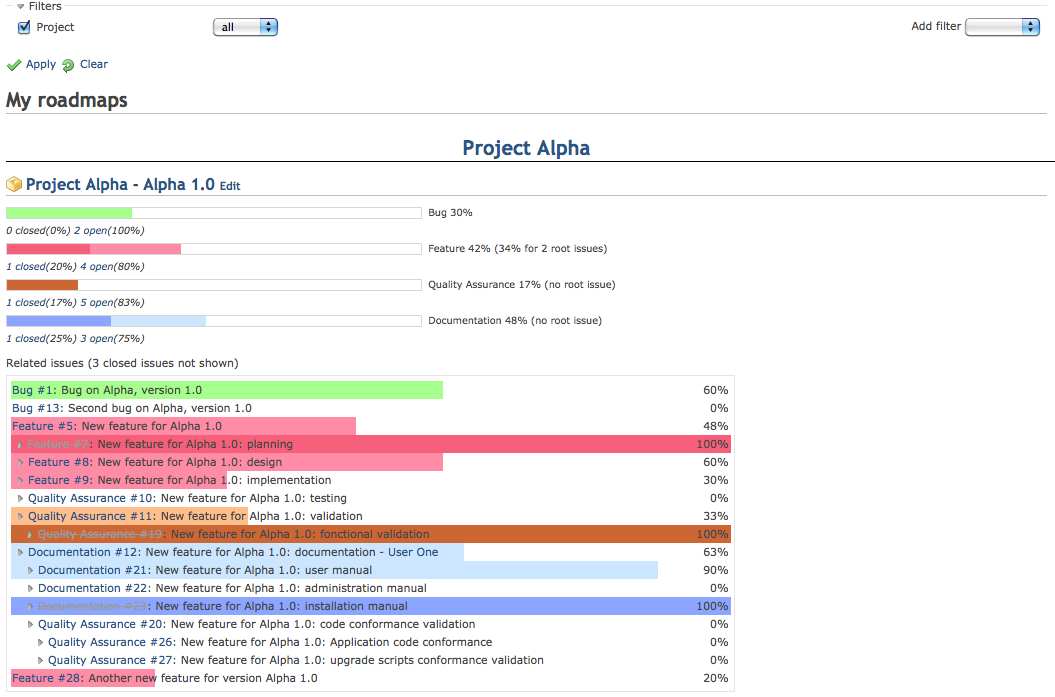 Filters
Project all Add filter
Apply Clear
My roadmaps
Project Alpha
Project Alpha - Alpha 1.0 Edit
Bug 30%
0 closed(0%) 2 open(100%)
Feature 42% (34% for 2 root issues)
1 closed(20%) 4 open(80%)
Quality Assurance 17% (no root issue)
1 closed(17%) 5 open(83%)
Documentation 48% (no root issue)
1 closed(25%) 3 open(75%)
Related issues (3 closed issues not shown)
Bug #1: Bug on Alpha, version 1.0 60%
Bug #13: Second bug on Alpha, version 1.0 0%
Feature #5: New feature for Alpha 1.0 48%
Feature #7: New feature for Alpha 1.0: planning 100%
Feature #8: New feature for Alpha 1.0: design 60%
Feature #9: New feature for Alpha 1.0: implementation 30%
Quality Assurance #10: New feature for Alpha 1.0: testing 0%
Quality Assurance #11: New feature for Alpha 1.0: validation 33%
Quality Assurance #19: New feature for Alpha 1.0: fonctional validation 100%
Documentation #12: New feature for Alpha 1.0: documentation - User One 63%
Documentation #21: New feature for Alpha 1.0: user manual 90%
Documentation #22: New feature for Alpha 1.0: administration manual 0%
Documentation #23: New feature for Alpha 1.0: installation manual 100%
Quality Assurance #20: New feature for Alpha 1.0: code conformance validation 0%
Quality Assurance #26: New feature for Alpha 1.0: Application code conformance 0%
Quality Assurance #27: New feature for Alpha 1.0: upgrade scripts conformance validation 0%
Feature #28: Another new feature for version Alpha 1.0 20%